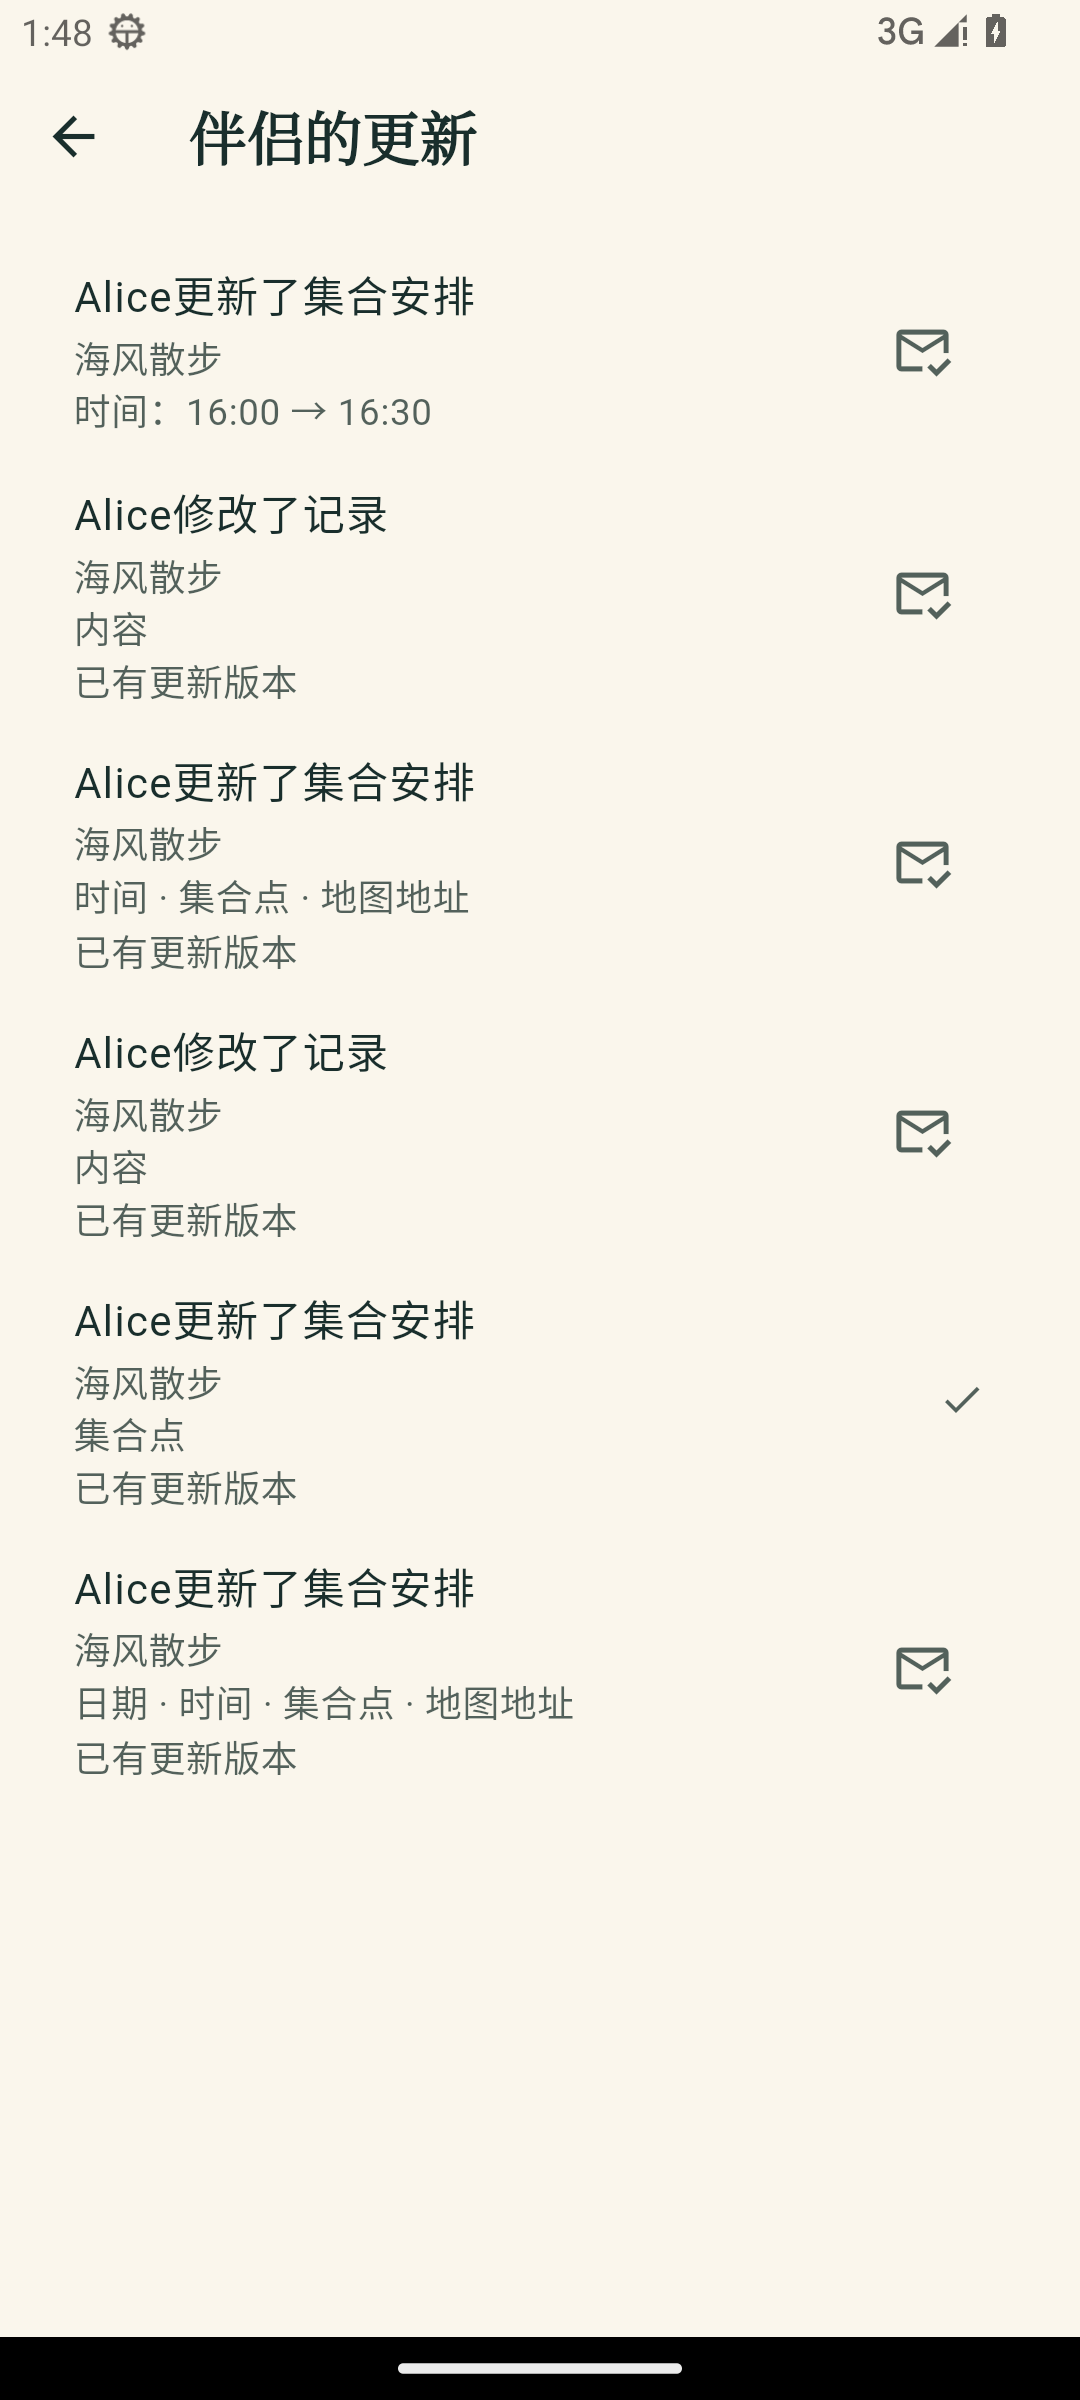 1:48
3G
伴侣的更新
Alice更新了集合安排
海风散步
时间：16:00 → 16:30
Alice修改了记录
海风散步
内容
已有更新版本
Alice更新了集合安排
海风散步
时间 · 集合点 · 地图地址
已有更新版本
Alice修改了记录
海风散步
内容
已有更新版本
Alice更新了集合安排
海风散步
集合点
已有更新版本
Alice更新了集合安排
海风散步
日期 · 时间 · 集合点 · 地图地址
已有更新版本